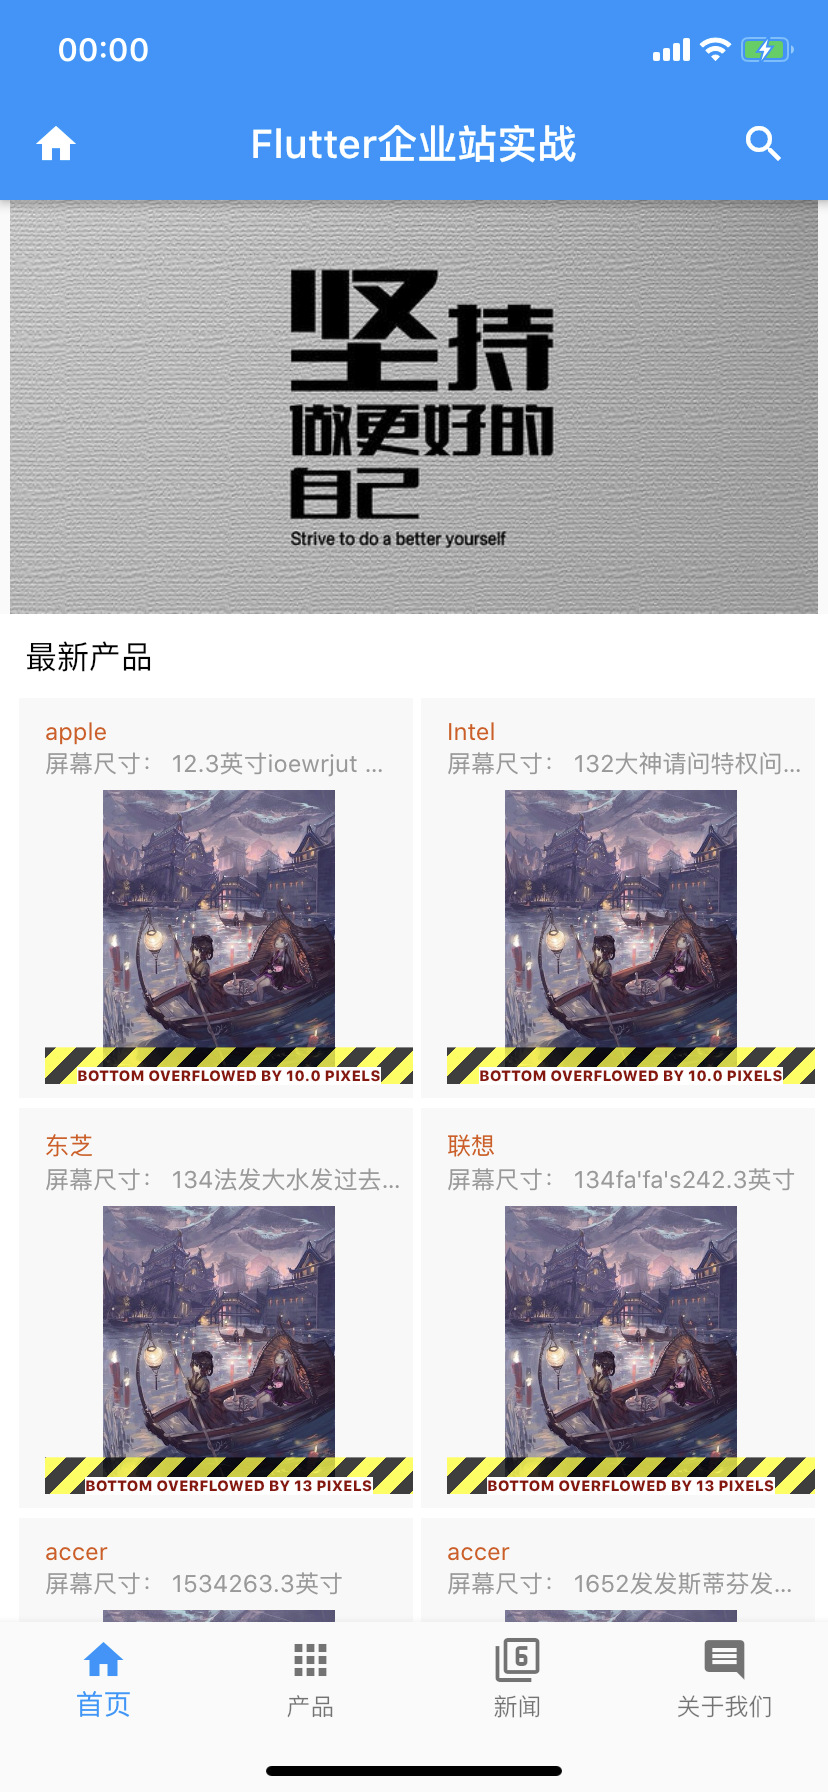 00:00
Flutter企业站实战
坚持
做更好的
自己
Strive to do a better yourself
最新产品
apple
屏幕尺寸： 12.3英寸ioewrjut ...
BOTTOM OVERFLOWED BY 10.0 PIXELS
Intel
屏幕尺寸： 132大神请问特权问...
BOTTOM OVERFLOWED BY 10.0 PIXELS
东芝
屏幕尺寸： 134法发大水发过去...
BOTTOM OVERFLOWED BY 13 PIXELS
联想
屏幕尺寸： 134fa'fa's242.3英寸
BOTTOM OVERFLOWED BY 13 PIXELS
accer
屏幕尺寸： 1534263.3英寸
accer
屏幕尺寸： 1652发发斯蒂芬发...
6
首页
产品
新闻
关于我们